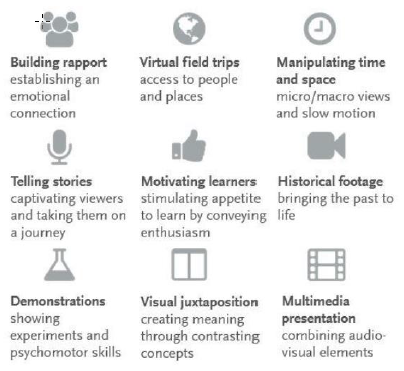 Building rapport
establishing an
emotional
connection
Virtual field trips
access to people
and places
Manipulating time
and space
micro/macro views
and slow motion
Telling stories
captivating viewers
and taking them on
a journey
Motivating learners
stimulating appetite
to learn by conveying
enthusiasm
Historical footage
bringing the past to
life
Demonstrations
showing
experiments and
psychomotor skills
Visual juxtaposition
creating meaning
through contrasting
concepts
Multimedia
presentation
combining audio-
visual elements